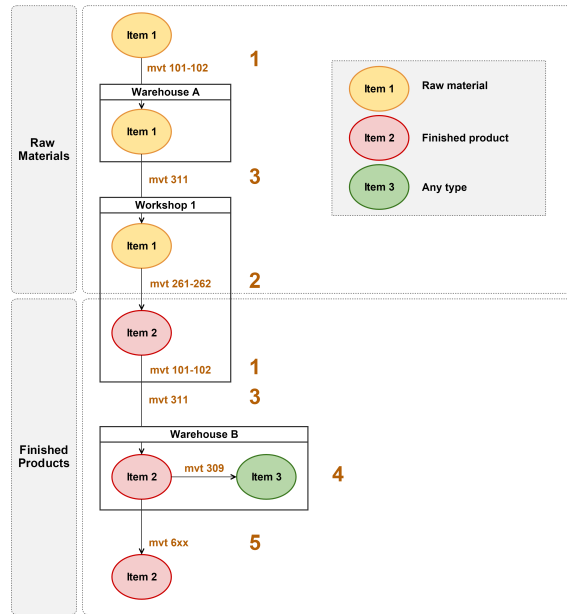 Item 1
mvt 101-102
1
Warehouse A
Item 1
Raw
Materials
mvt 311
3
Workshop 1
Item 1
mvt 261-262
2
Item 2
mvt 101-102
1
mvt 311
3
Warehouse B
Finished
Products
Item 2
mvt 309
Item 3
4
mvt 6xx
5
Item 2
Item 1
Raw material
Item 2
Finished product
Item 3
Any type